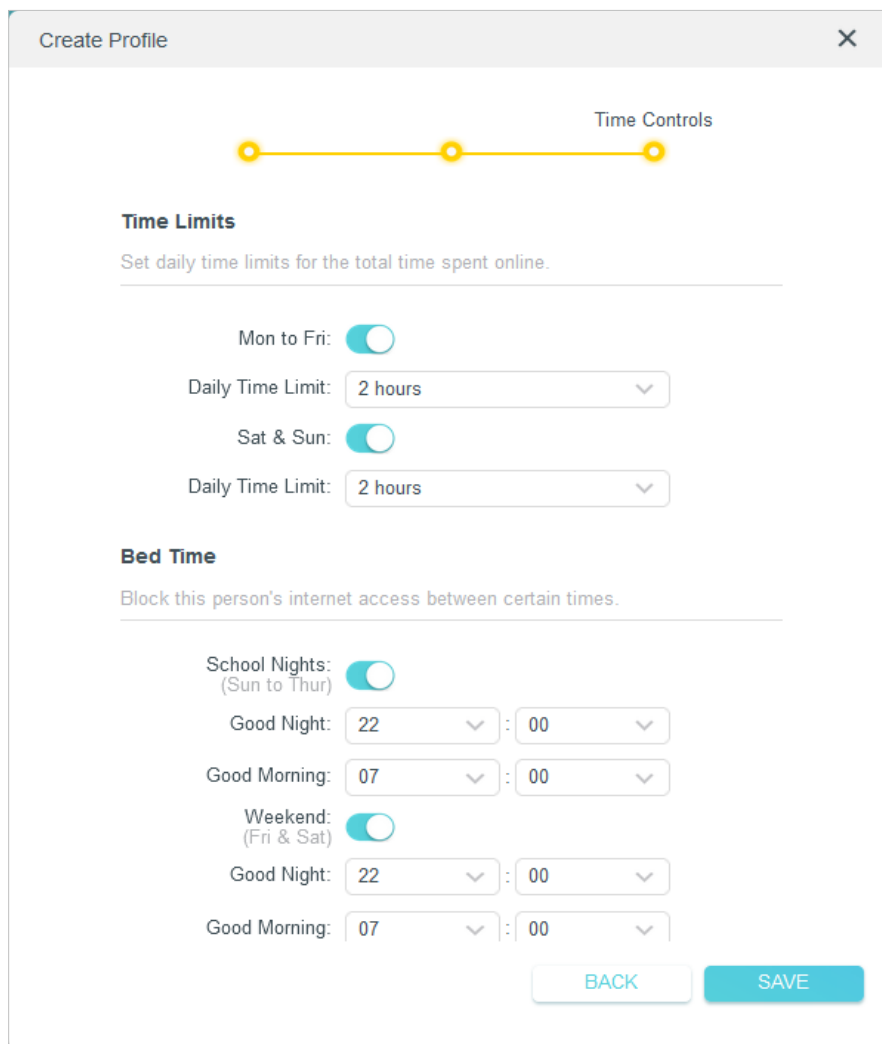 Create Profile
Time Controls
Time Limits
Set daily time limits for the total time spent online.
Mon to Fri:
Daily Time Limit: 2 hours
Sat & Sun:
Daily Time Limit: 2 hours
Bed Time
Block this person's internet access between certain times.
School Nights:
(Sun to Thur)
Good Night: 22 : 00
Good Morning: 07 : 00
Weekend:
(Fri & Sat)
Good Night: 22 : 00
Good Morning: 07 : 00
BACK SAVE